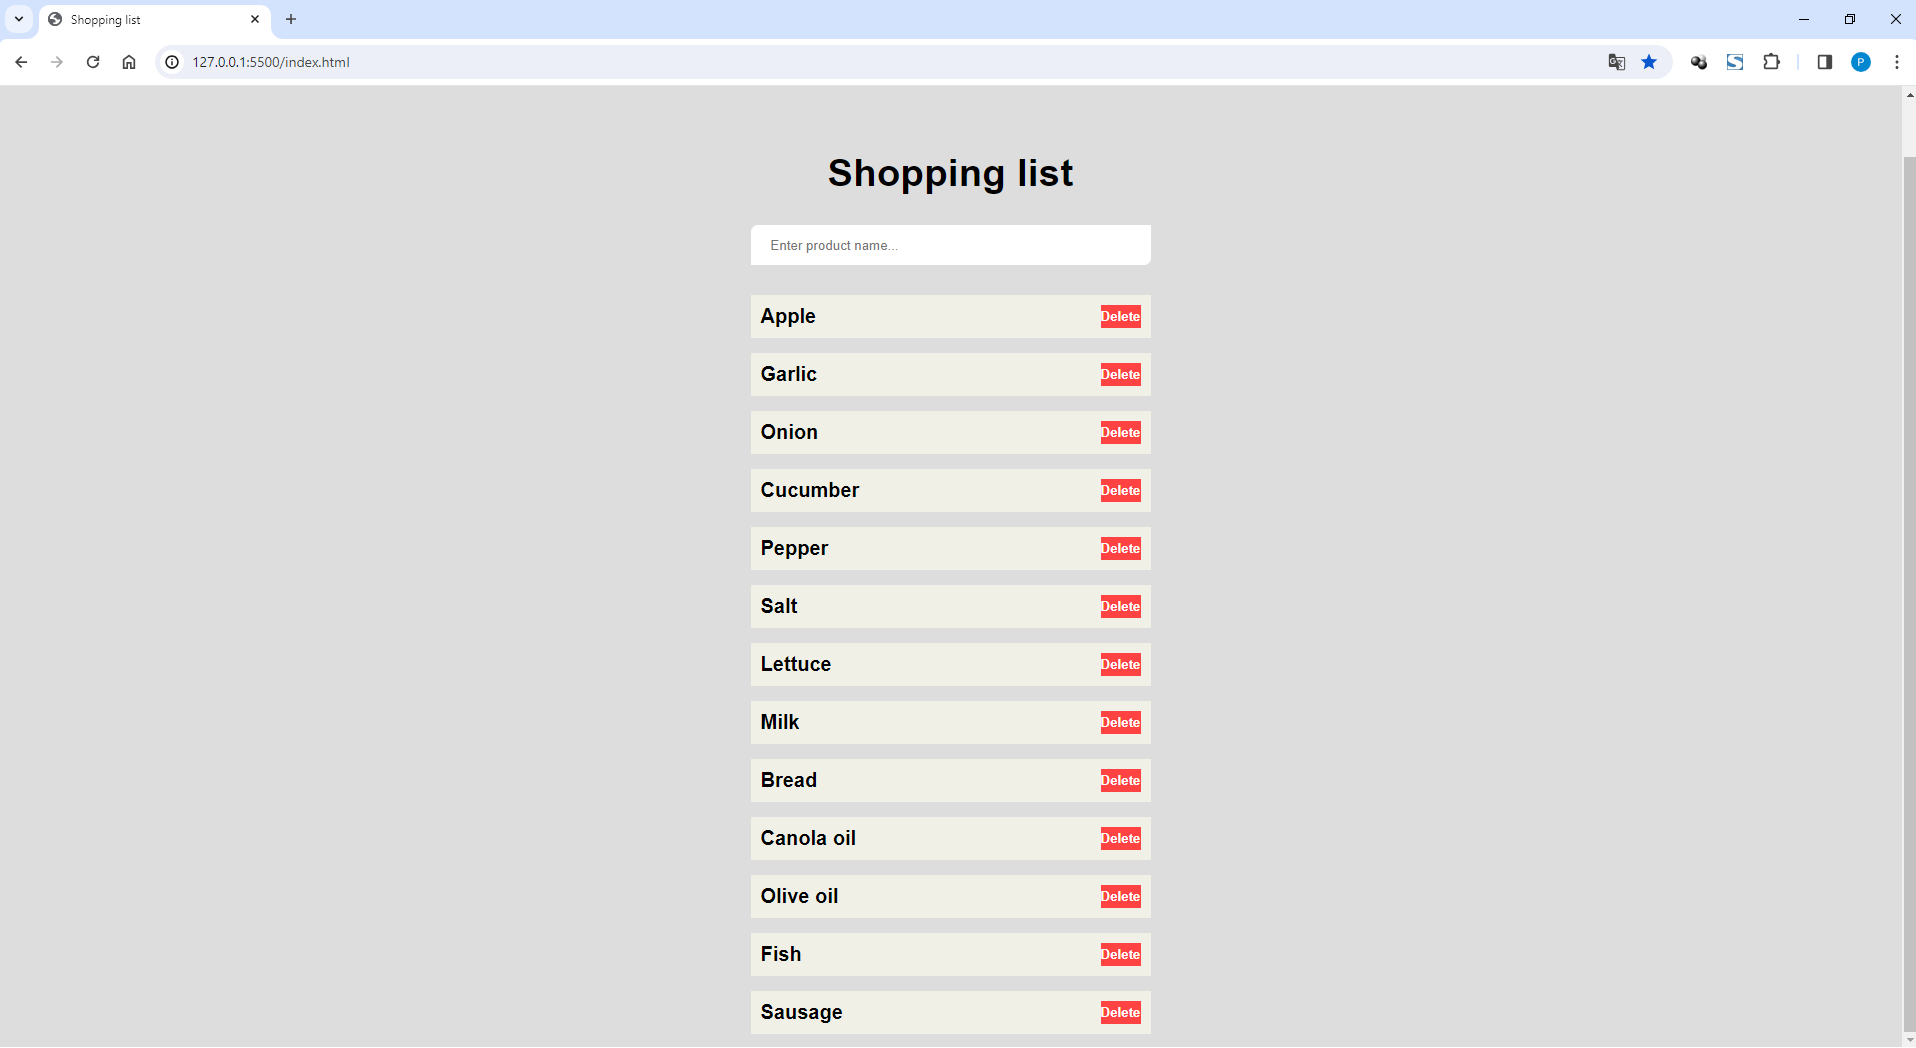 Shopping list
127.0.0.1:5500/index.html
P
Shopping list
Enter product name...
Apple Delete
Garlic Delete
Onion Delete
Cucumber Delete
Pepper Delete
Salt Delete
Lettuce Delete
Milk Delete
Bread Delete
Canola oil Delete
Olive oil Delete
Fish Delete
Sausage Delete